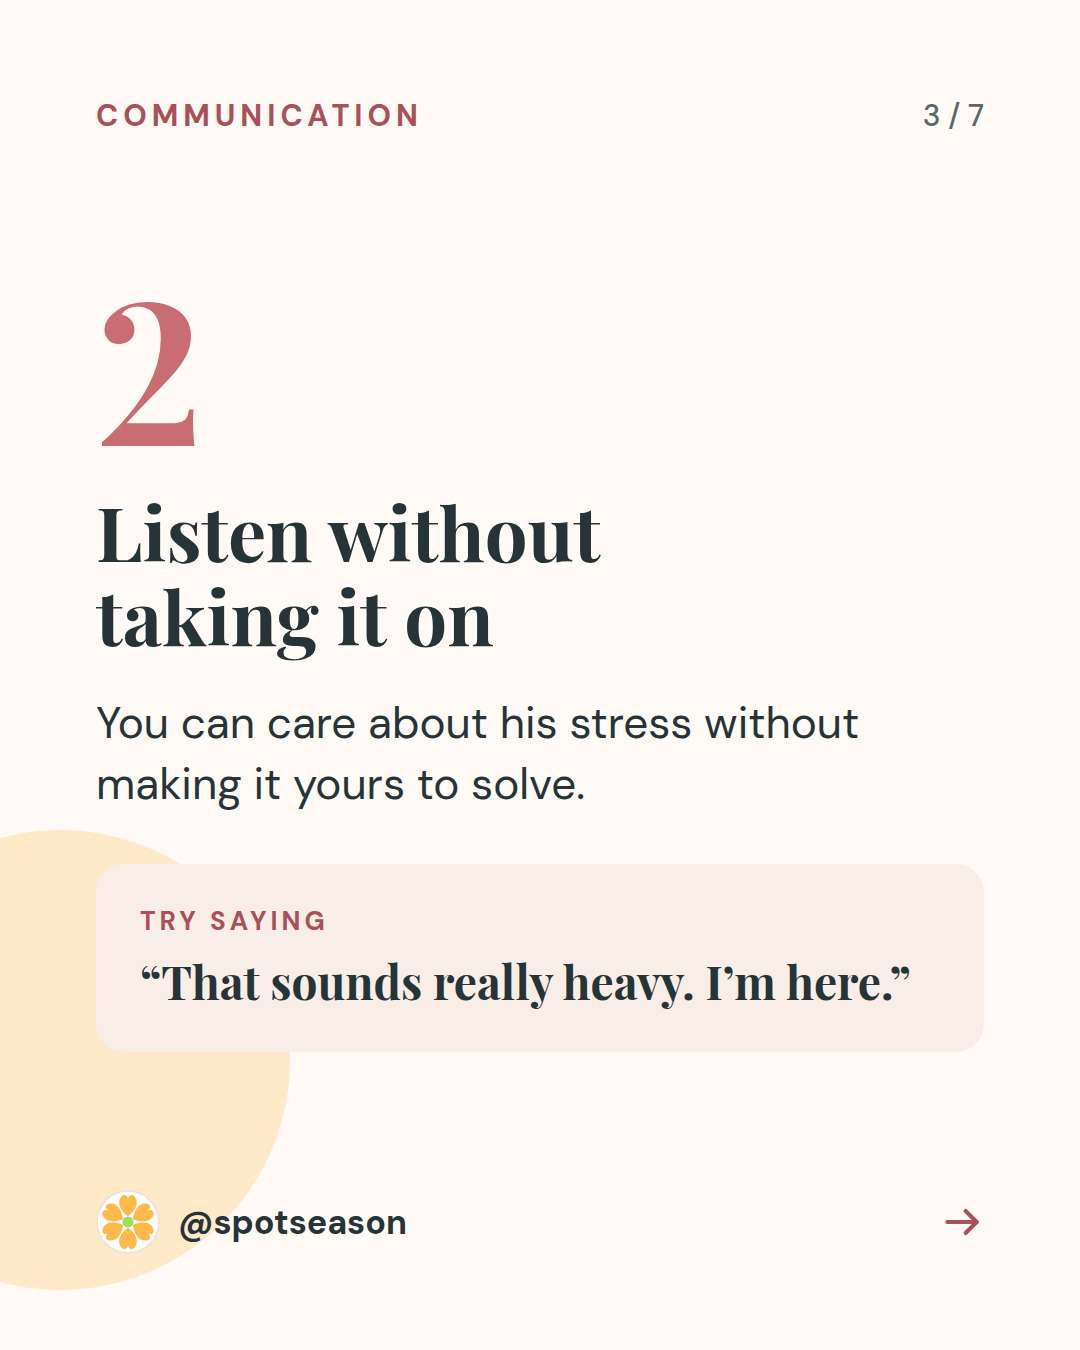 COMMUNICATION
3 / 7
2
Listen without
taking it on
You can care about his stress without
making it yours to solve.
TRY SAYING
“That sounds really heavy. I’m here.”
@spotseason